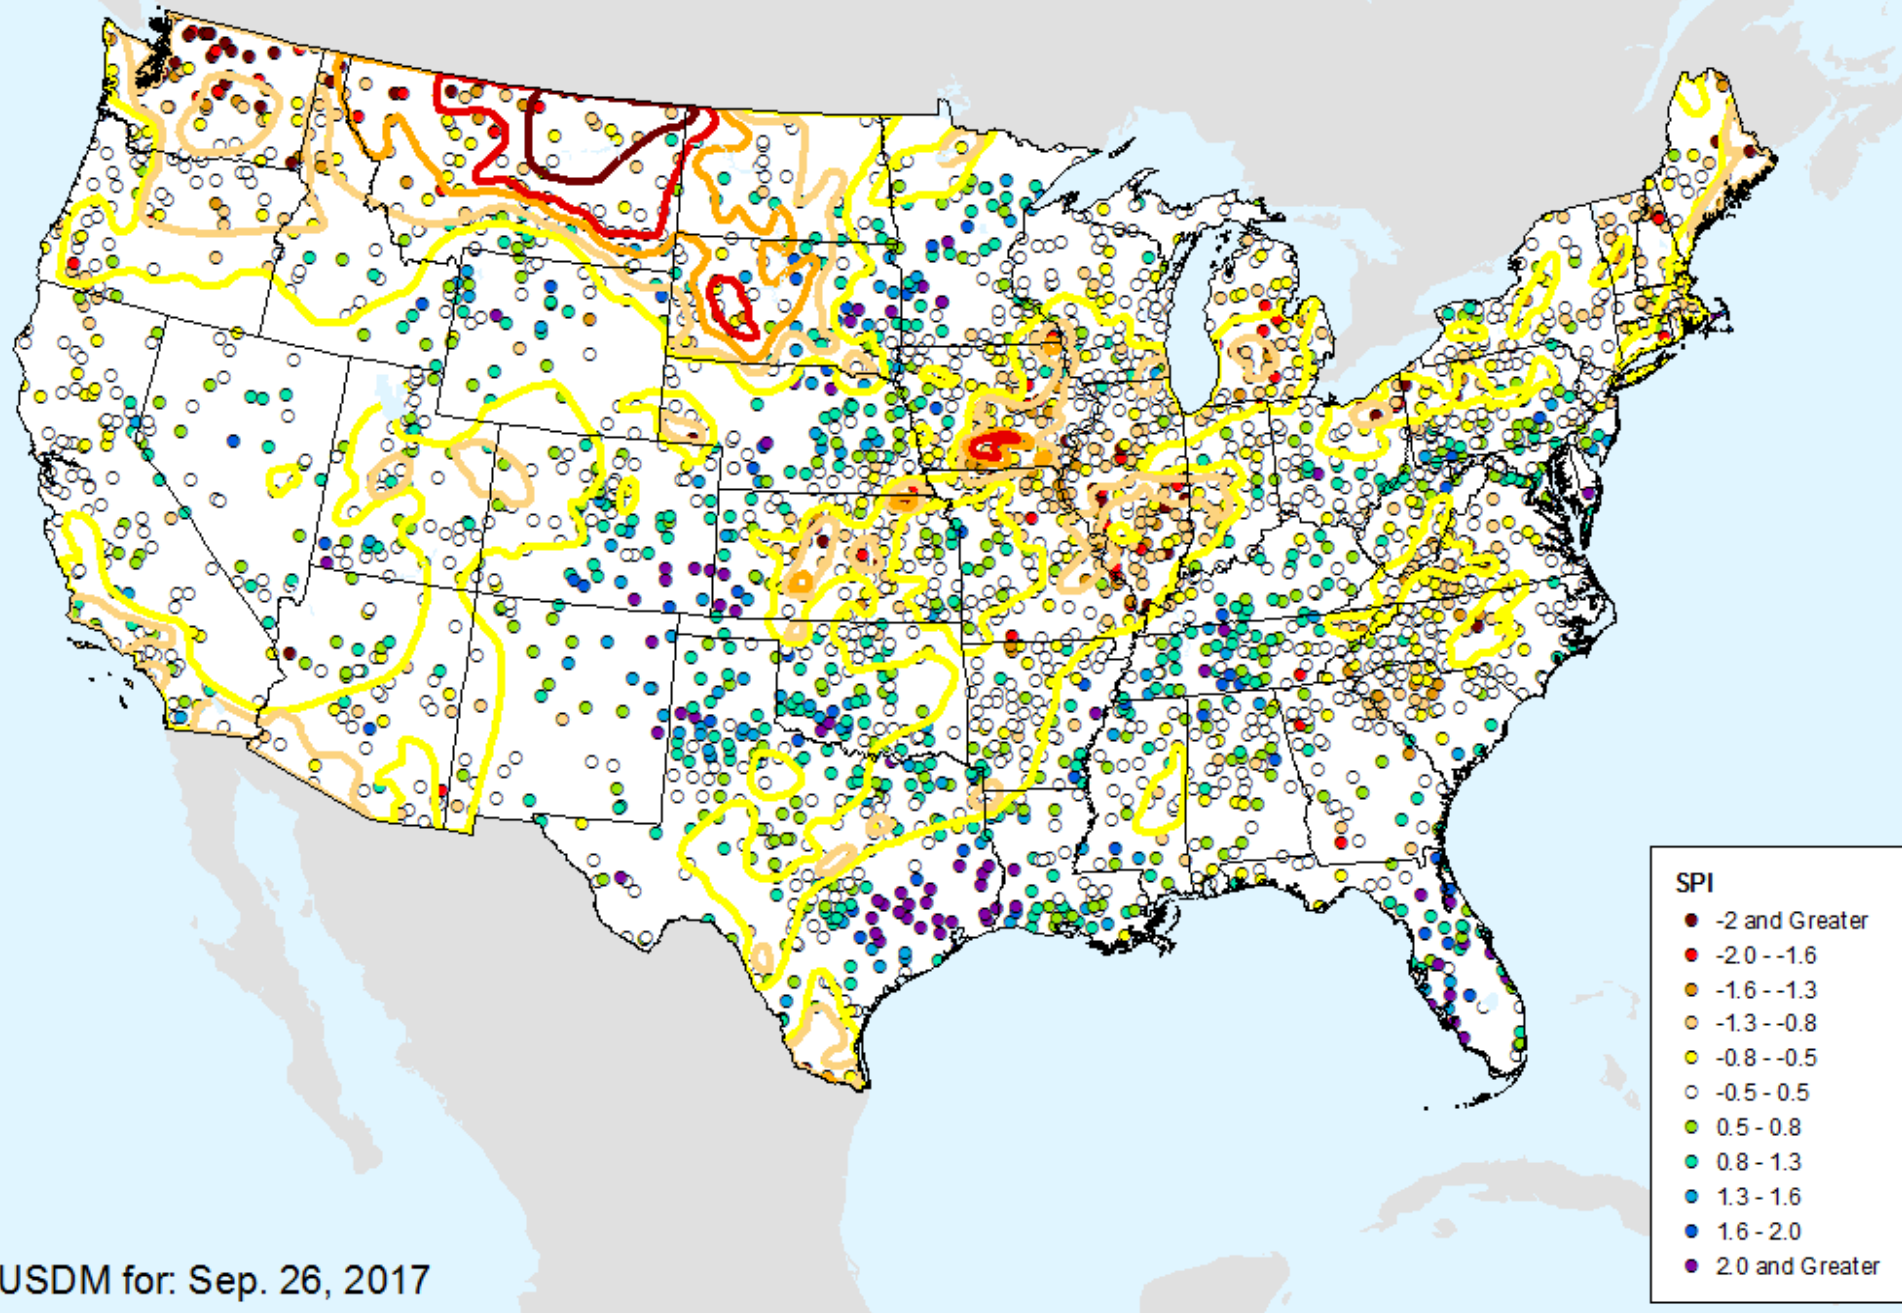 SPI
-2 and Greater
-2.0 - -1.6
-1.6 - -1.3
-1.3 - -0.8
-0.8 - -0.5
-0.5 - 0.5
0.5 - 0.8
0.8 - 1.3
1.3 - 1.6
1.6 - 2.0
2.0 and Greater
USDM for: Sep. 26, 2017